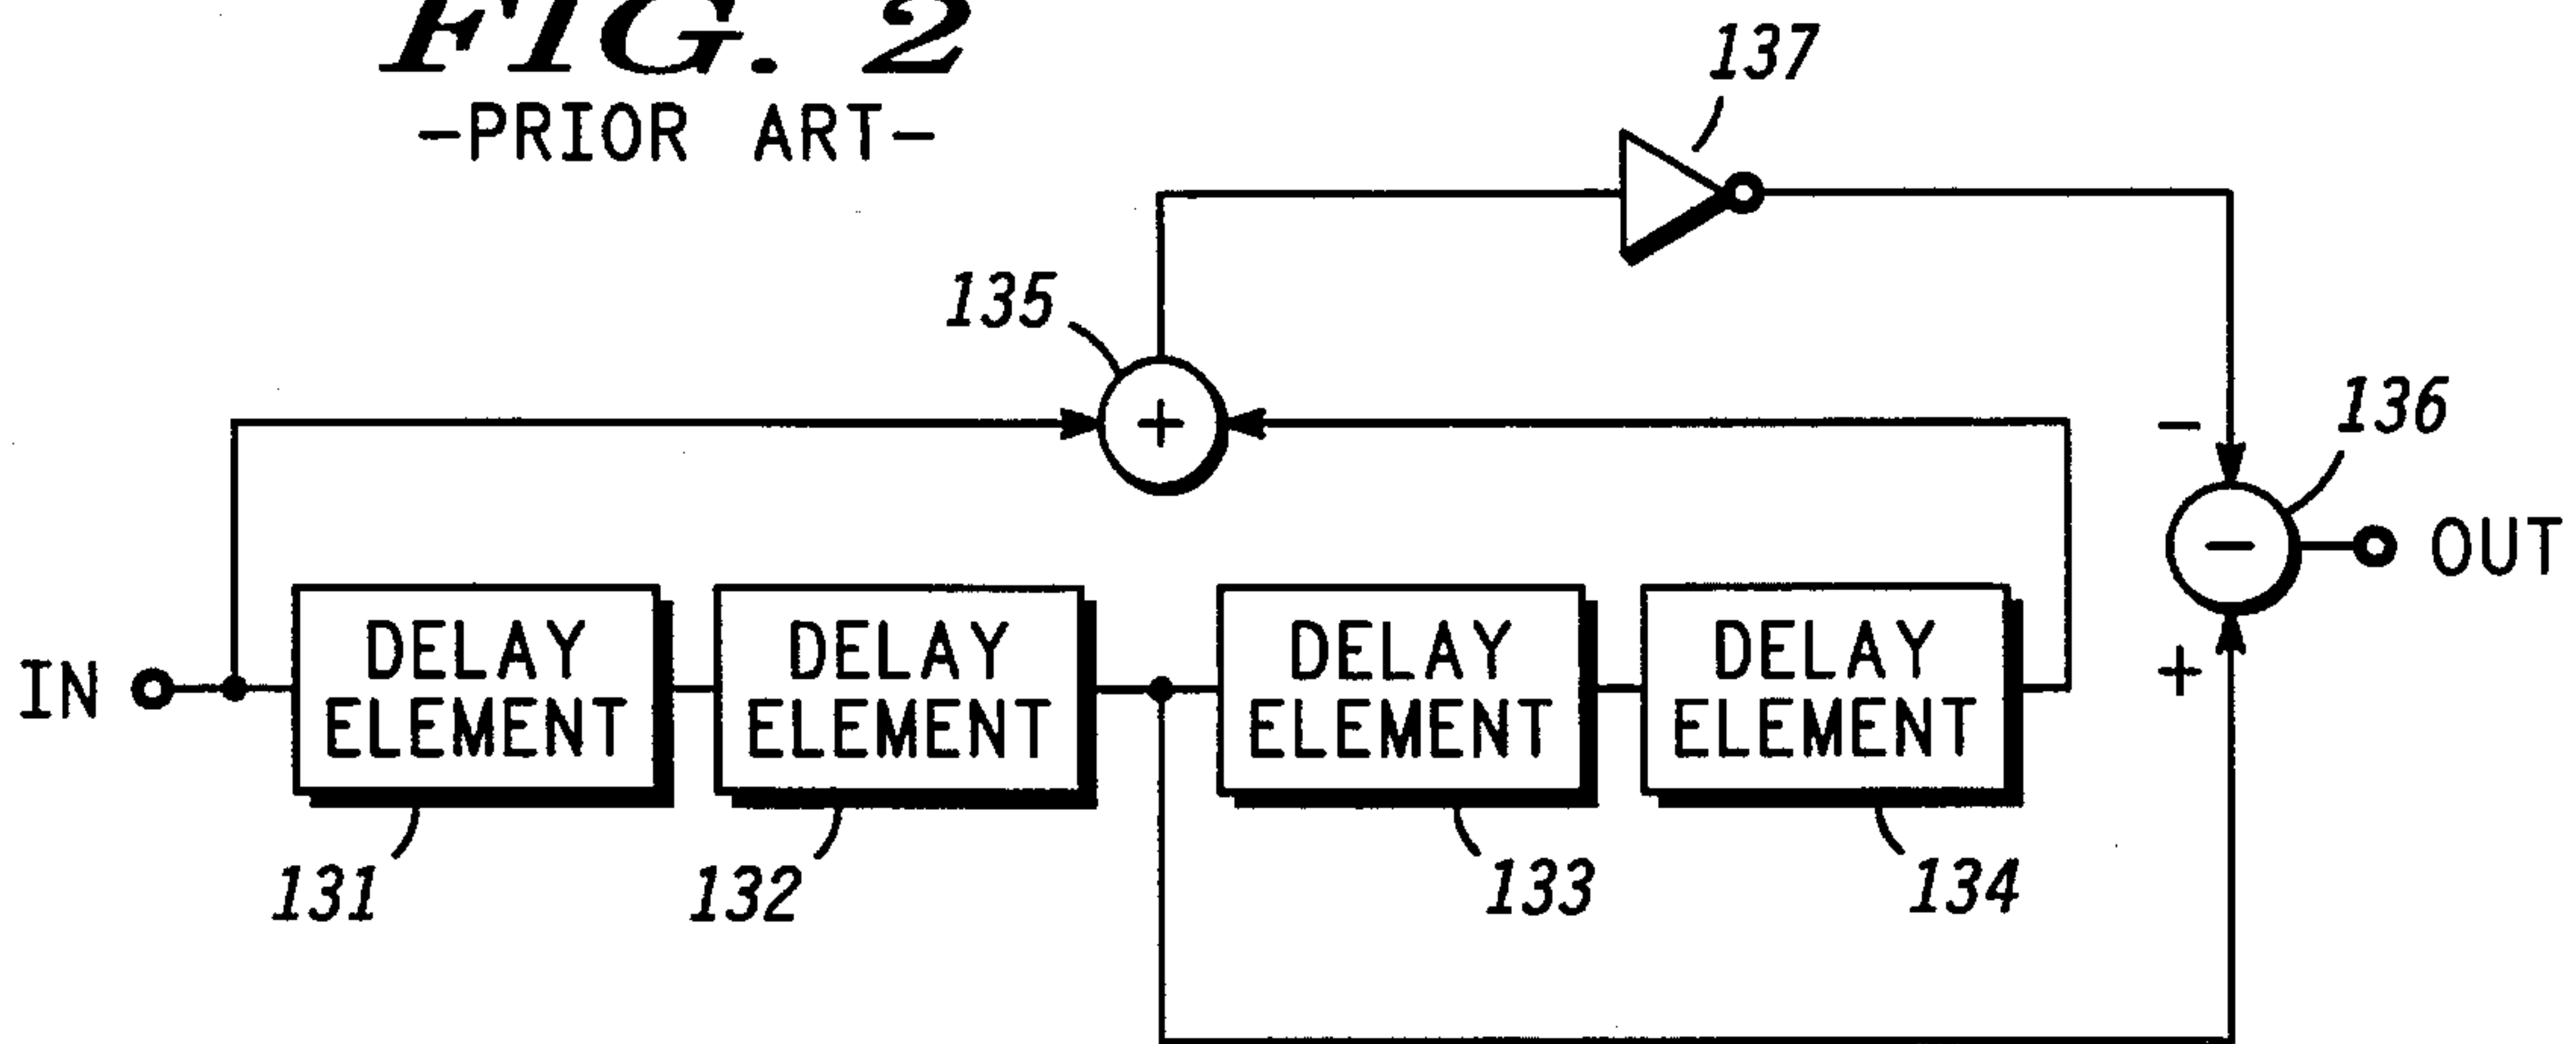 FIG. 2
-PRIOR ART-
137
135
+
-
136
-
OUT
IN
DELAY
ELEMENT
DELAY
ELEMENT
DELAY
ELEMENT
DELAY
ELEMENT
+
131
132
133
134